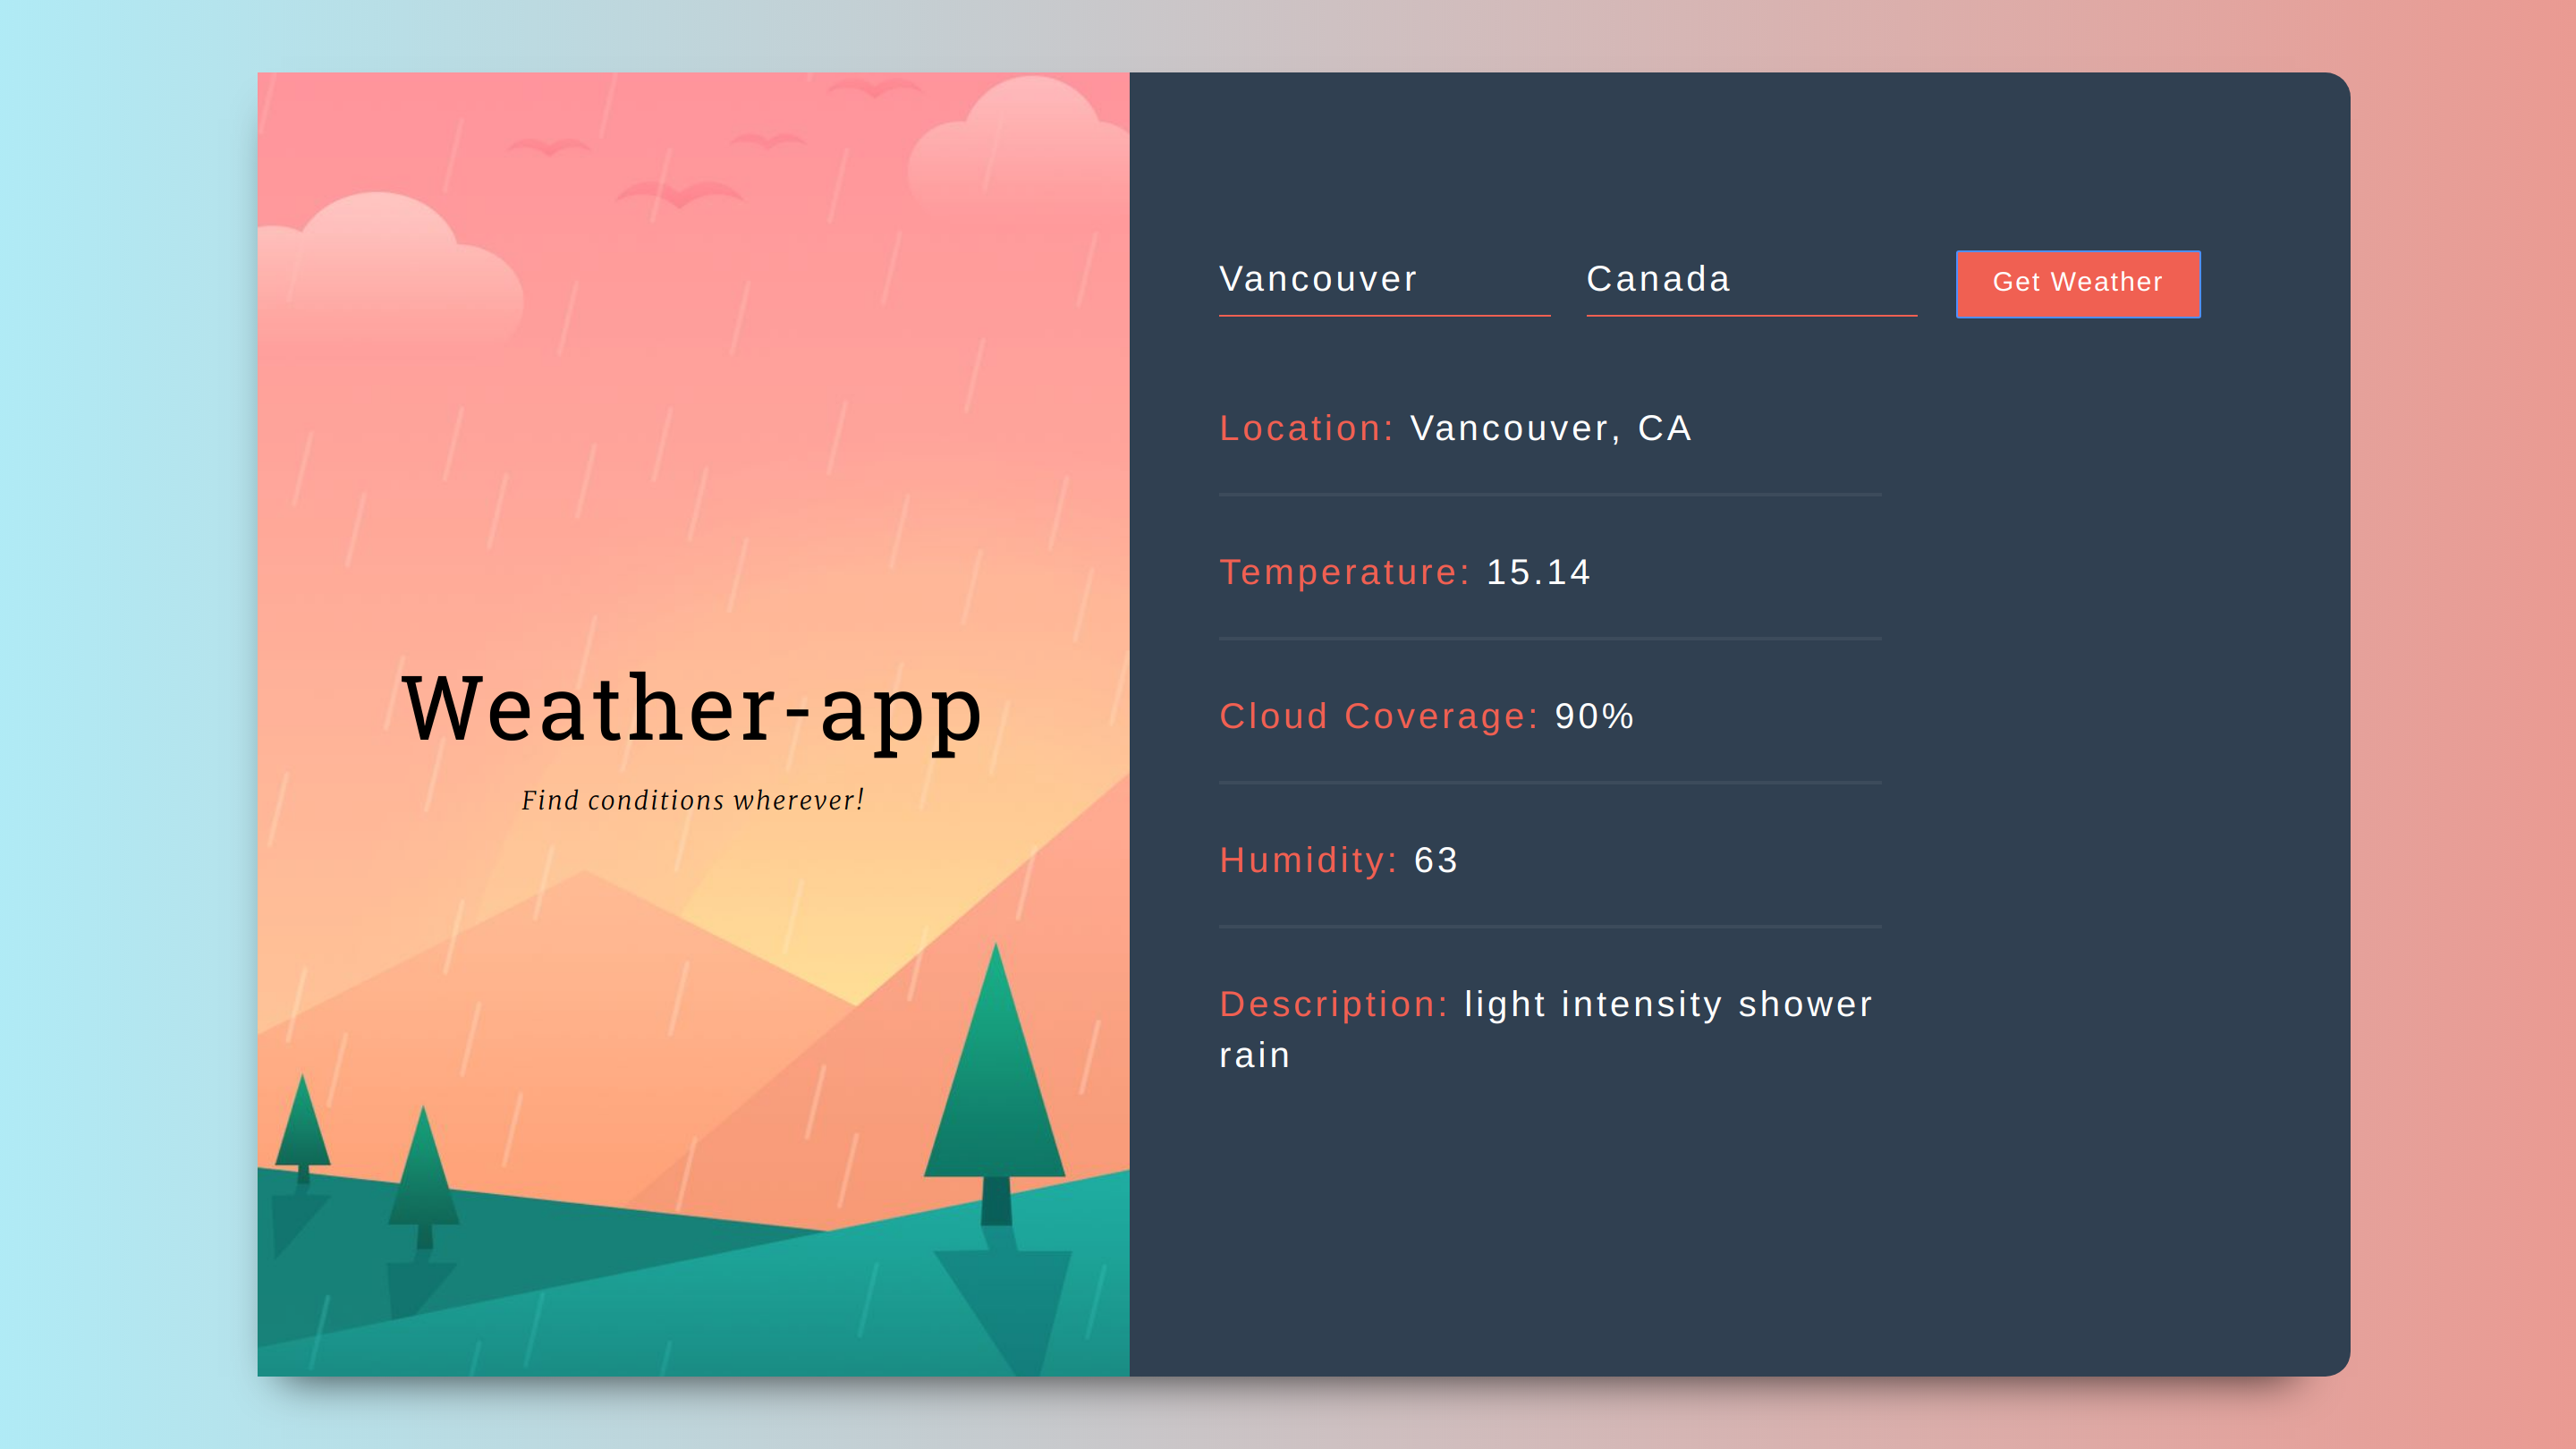 Weather-app
Find conditions wherever!
Vancouver
Canada
Get Weather
Location: Vancouver, CA
Temperature: 15.14
Cloud Coverage: 90%
Humidity: 63
Description: light intensity shower
rain